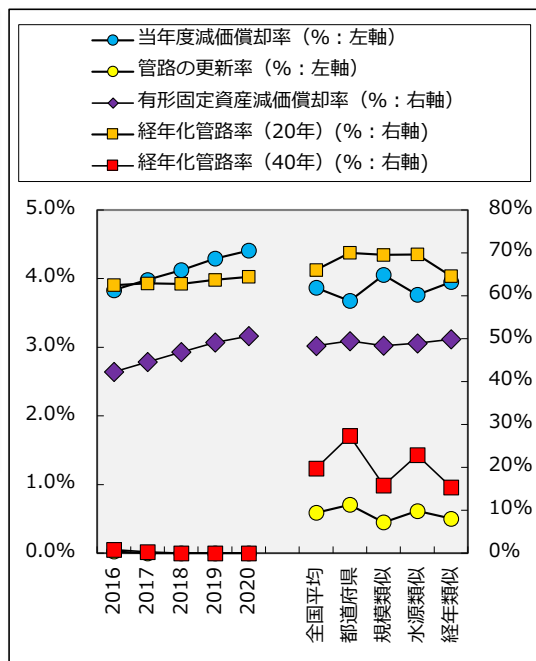 当年度減価償却率（%：左軸）
管路の更新率（%：左軸）
有形固定資産減価償却率（%：右軸）
経年化管路率（20年）(%：右軸)
経年化管路率（40年）(%：右軸)
5.0%
4.0%
3.0%
2.0%
1.0%
0.0%
80%
70%
60%
50%
40%
30%
20%
10%
0%
2016
2017
2018
2019
2020
全国平均
都道府県
規模類似
水源類似
経年類似